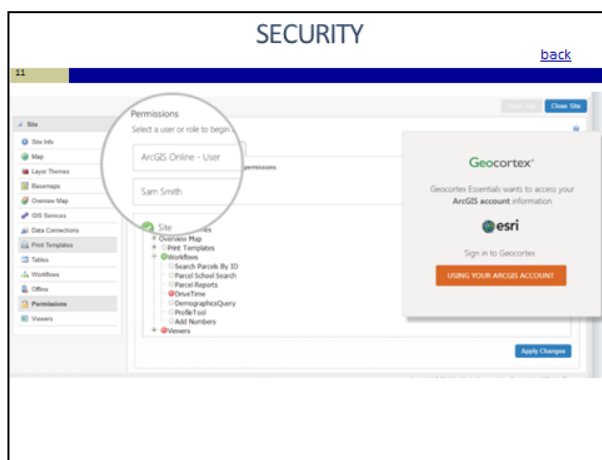 SECURITY
back
11
Close Site
Site
Site Info
Map
Layer Themes
Basemaps
Overview Map
GIS Services
Data Connections
Print Templates
Tables
Workflows
Offline
Permissions
Viewers
Permissions
Select a user or role to begin
ArcGIS Online - User
permissions.
Sam Smith
Site
Overview Map
Print Templates
Workflows
Search Parcels By ID
Parcel School Search
Parcel Reports
DriveTime
DemographicsQuery
ProfileTool
Add Numbers
Viewers
Apply Changes
Geocortex
Geocortex Essentials wants to access your
ArcGIS account information
esri
Sign in to Geocortex
USING YOUR ARCGIS ACCOUNT